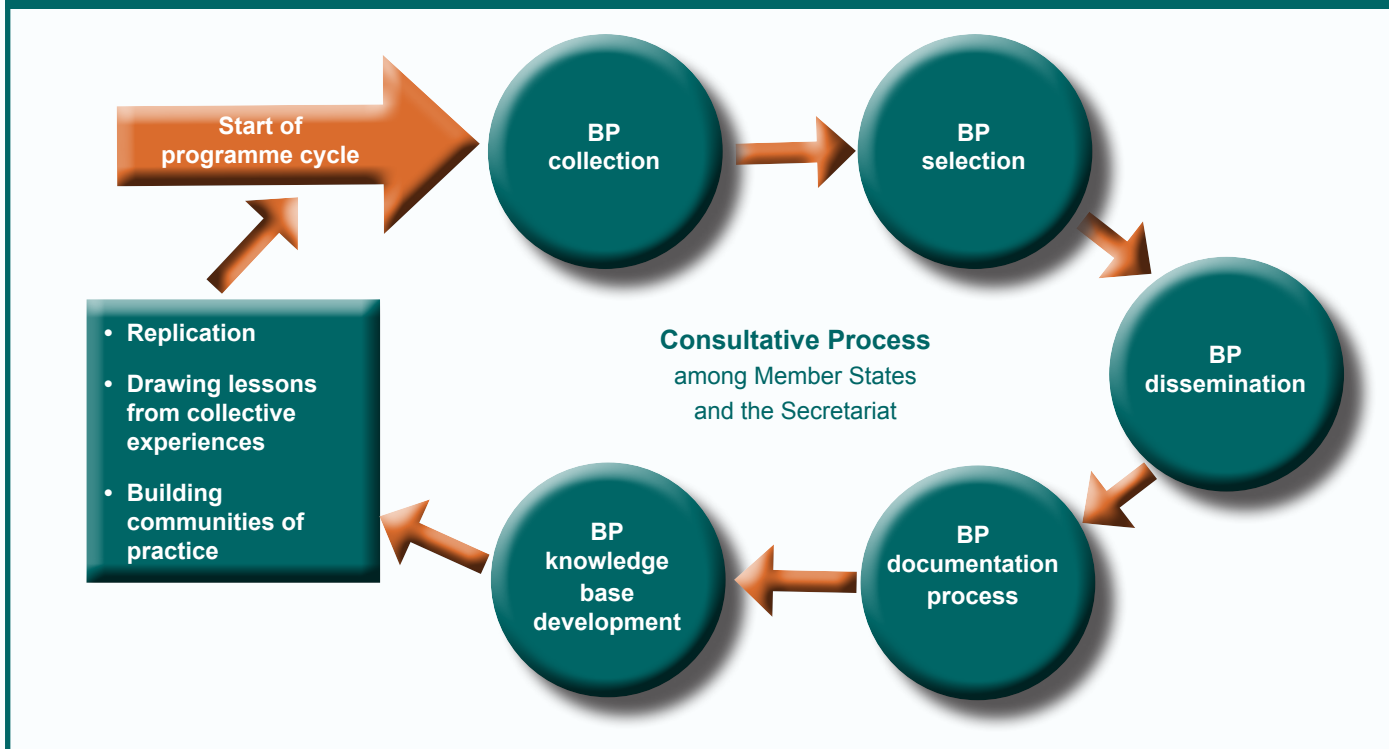 Start of
programme cycle
BP
collection
BP
selection
BP
dissemination
BP
documentation
process
BP
knowledge
base
development
• Replication
• Drawing lessons
from collective
experiences
• Building
communities of
practice
Consultative Process
among Member States
and the Secretariat